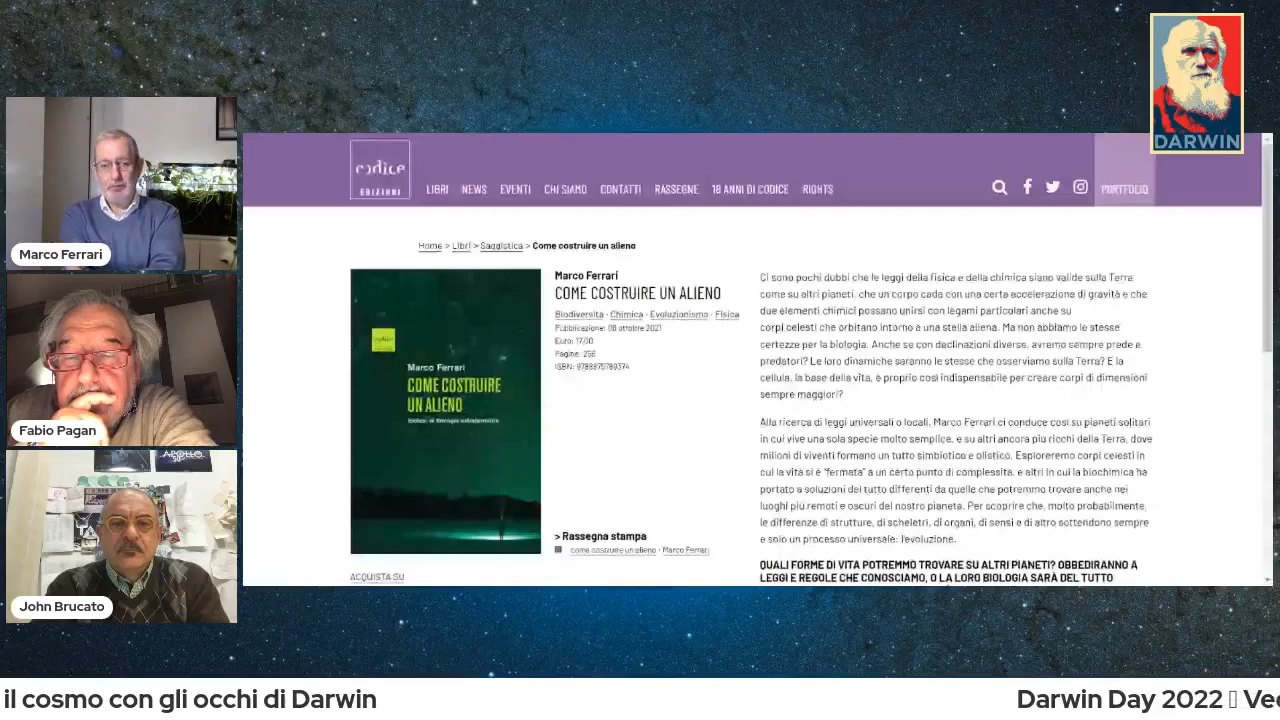 DARWIN
APOLLO
50
Marco Ferrari
Fabio Pagan
John Brucato
codice
EDIZIONI
LIBRI NEWS EVENTI CHI SIAMO CONTATTI RASSEGNE 18 ANNI DI CODICE RIGHTS
PORTFOLIO
Home > Libri > Saggistica > Come costruire un alieno
Marco Ferrari
COME COSTRUIRE
UN ALIENO
Marco Ferrari
COME COSTRUIRE UN ALIENO
Biodiversità · Chimica · Evoluzionismo · Fisica
Pubblicazione: 06 ottobre 2021
Euro: 17,00
Pagine: 256
ISBN: 9788875789374
> Rassegna stampa
come costruire un alieno - Marco Ferrari
ACQUISTA SU
Ci sono pochi dubbi che le leggi della fisica e della chimica siano valide sulla Terra
come su altri pianeti, che un corpo cada con una certa accelerazione di gravità e che
due elementi chimici possano unirsi con legami particolari anche su
corpi celesti che orbitano intorno a una stella aliena. Ma non abbiamo le stesse
certezze per la biologia. Anche se con declinazioni diverse, avremo sempre prede e
predatori? Le loro dinamiche saranno le stesse che osserviamo sulla Terra? E la
cellula, la base della vita, è proprio così indispensabile per creare corpi di dimensioni
sempre maggiori?
Alla ricerca di leggi universali o locali, Marco Ferrari ci conduce così su pianeti solitari
in cui vive una sola specie molto semplice, e su altri ancora più ricchi della Terra, dove
milioni di viventi formano un tutto simbiotico e olistico. Esploreremo corpi celesti in
cui la vita si è "fermata" a un certo punto di complessità, e altri in cui la biochimica ha
portato a soluzioni del tutto differenti da quelle che potremmo trovare anche nei
luoghi più remoti e oscuri del nostro pianeta. Per scoprire che, molto probabilmente,
le differenze di strutture, di scheletri, di organi, di sensi e di altro sottendono sempre
e solo un processo universale: l'evoluzione.
QUALI FORME DI VITA POTREMMO TROVARE SU ALTRI PIANETI? OBBEDIRANNO A
LEGGI E REGOLE CHE CONOSCIAMO, O LA LORO BIOLOGIA SARÀ DEL TUTTO
il cosmo con gli occhi di Darwin
Darwin Day 2022 Ve